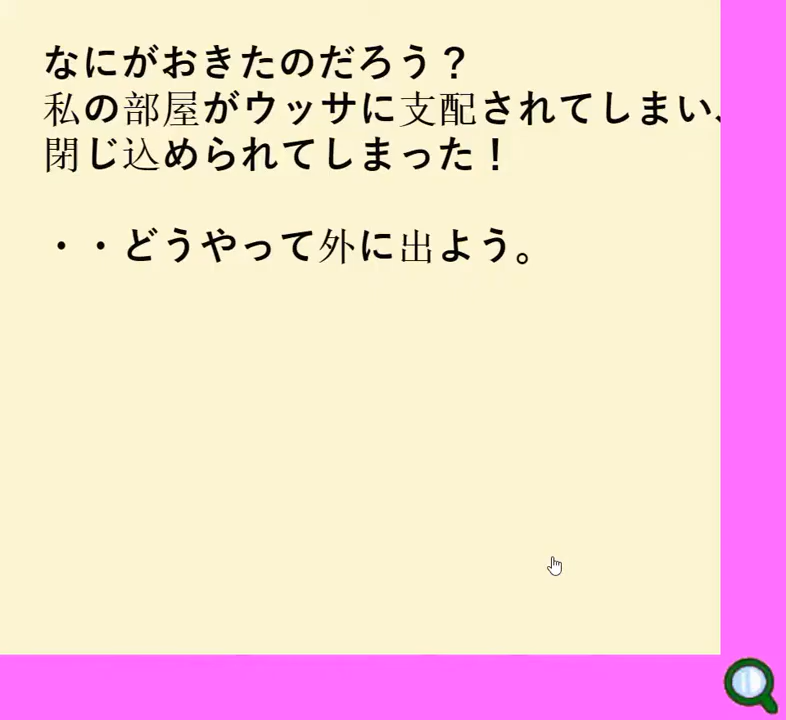 なにがおきたのだろう？
私の部屋がウッサに支配されてしまい、
閉じ込められてしまった！
・・どうやって外に出よう。